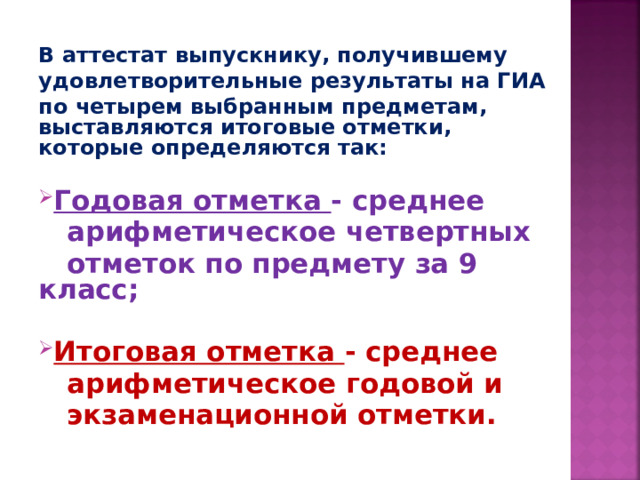 В аттестат выпускнику, получившему
удовлетворительные результаты на ГИА
по четырем выбранным предметам,
выставляются итоговые отметки,
которые определяются так:
Годовая отметка - среднее
арифметическое четвертных
отметок по предмету за 9
класс;
Итоговая отметка - среднее
арифметическое годовой и
экзаменационной отметки.